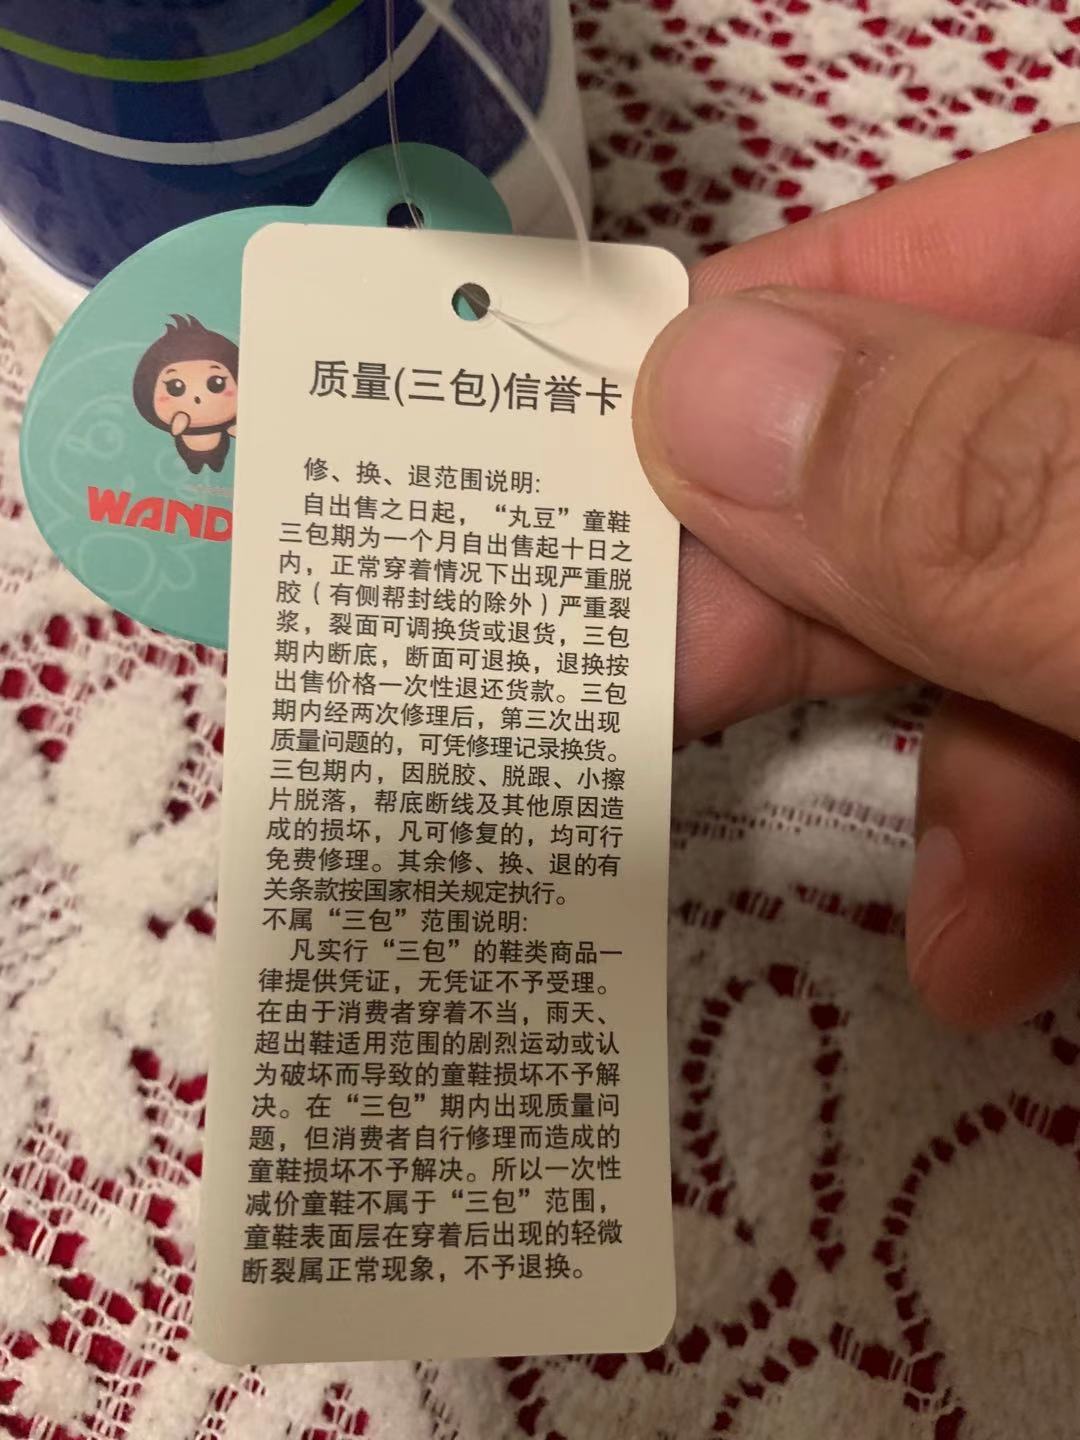 WAND
质量(三包)信誉卡
修、换、退范围说明:
自出售之日起，“丸豆”童鞋
三包期为一个月自出售起十日之
内，正常穿着情况下出现严重脱
胶（有侧帮封线的除外）严重裂
浆，裂面可调换货或退货，三包
期内断底，断面可退换，退换按
出售价格一次性退还货款。三包
期内经两次修理后，第三次出现
质量问题的，可凭修理记录换货。
三包期内，因脱胶、脱跟、小擦
片脱落，帮底断线及其他原因造
成的损坏，凡可修复的，均可行
免费修理。其余修、换、退的有
关条款按国家相关规定执行。
不属“三包”范围说明:
凡实行“三包”的鞋类商品一
律提供凭证，无凭证不予受理。
在由于消费者穿着不当，雨天、
超出鞋适用范围的剧烈运动或认
为破坏而导致的童鞋损坏不予解
决。在“三包”期内出现质量问
题，但消费者自行修理而造成的
童鞋损坏不予解决。所以一次性
减价童鞋不属于“三包”范围，
童鞋表面层在穿着后出现的轻微
断裂属正常现象，不予退换。